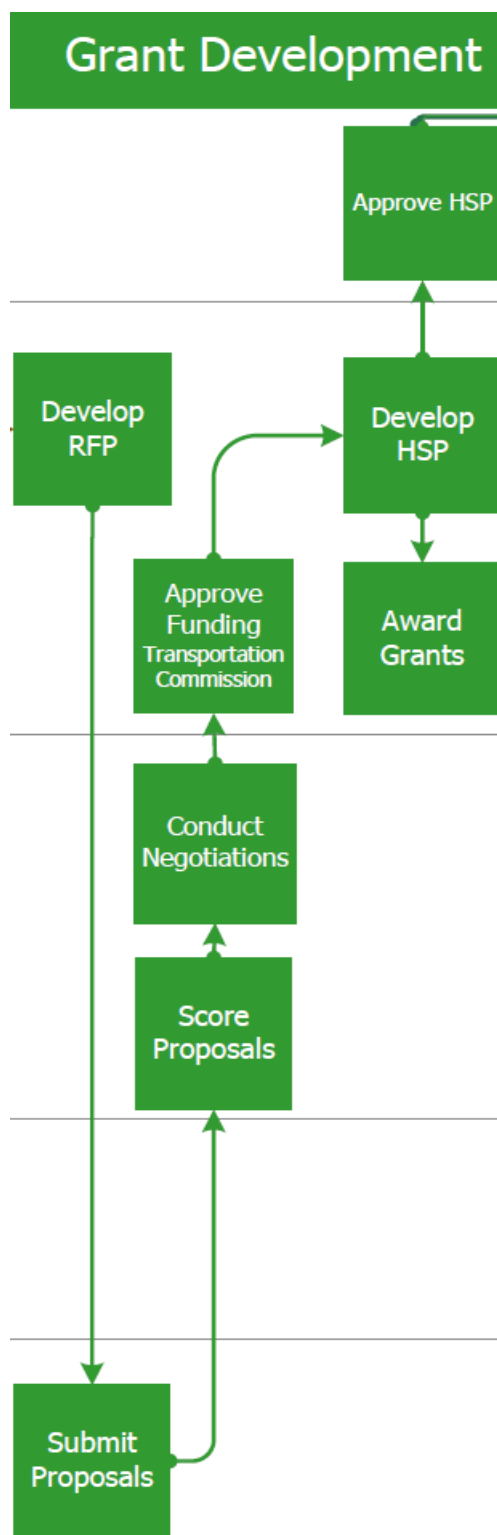 Grant Development
Approve HSP
Develop
RFP
Develop
HSP
Approve
Funding
Transportation
Commission
Award
Grants
Conduct
Negotiations
Score
Proposals
Submit
Proposals